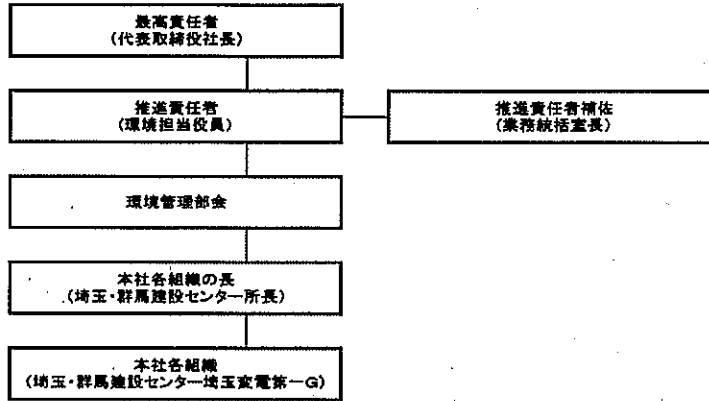 最高責任者
(代表取締役社長)
推進責任者
(環境担当役員)
推進責任者補佐
(業務統括室長)
環境管理部会
本社各組織の長
(埼玉・群馬建設センター所長)
本社各組織
(埼玉・群馬建設センター埼玉変電第一G)